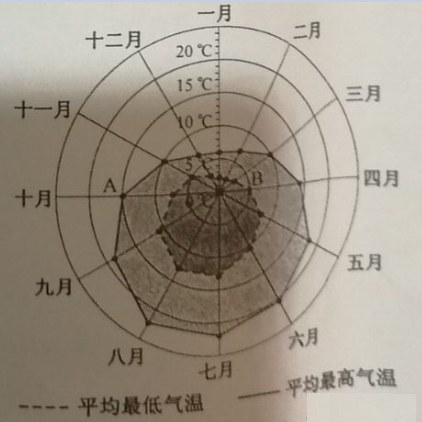 一月
十二月
二月
20 ℃
15 ℃
三月
十一月
10 ℃
5 ℃
四月
A
B
十月
℃
五月
九月
六月
八月
七月
平均最低气温
平均最高气温